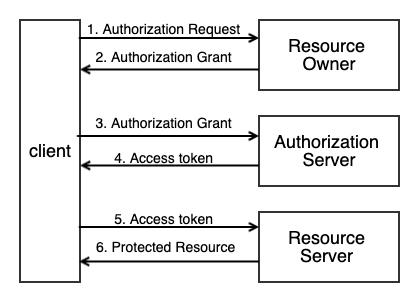 1. Authorization Request
2. Authorization Grant
Resource
Owner
client
3. Authorization Grant
4. Access token
Authorization
Server
5. Access token
6. Protected Resource
Resource
Server